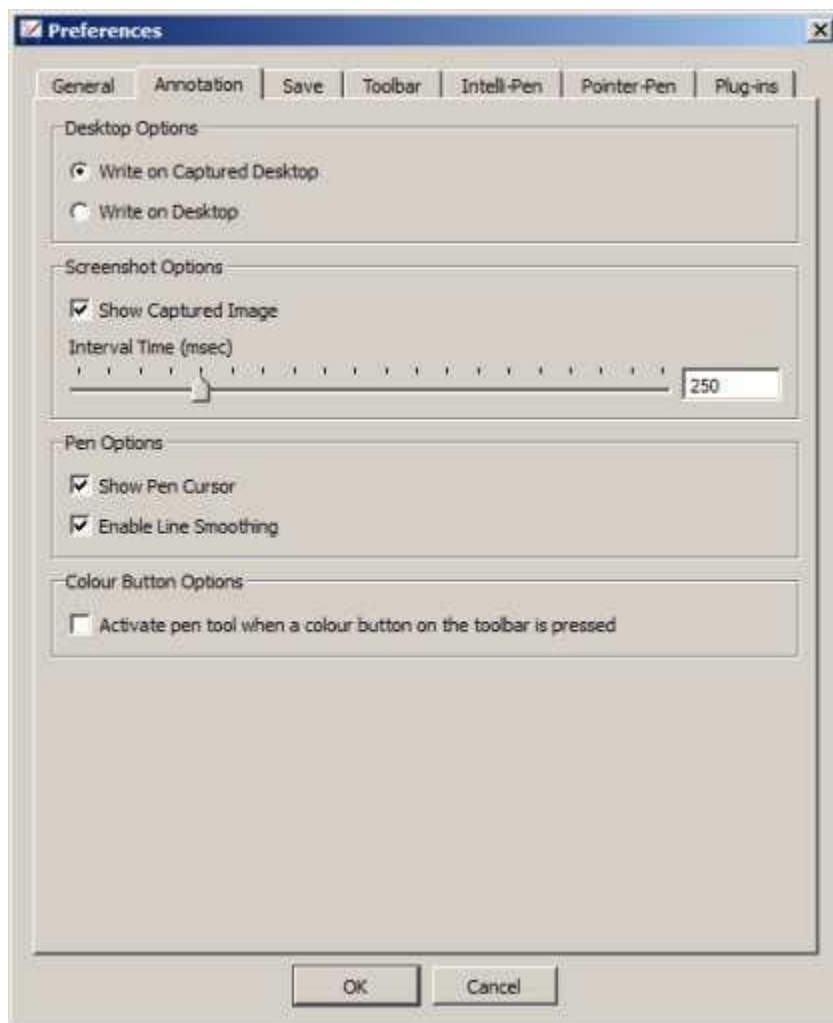 Preferences
General Annotation Save Toolbar Intelli-Pen Pointer-Pen Plug-ins
Desktop Options
Write on Captured Desktop
Write on Desktop
Screenshot Options
Show Captured Image
Interval Time (msec)
250
Pen Options
Show Pen Cursor
Enable Line Smoothing
Colour Button Options
Activate pen tool when a colour button on the toolbar is pressed
OK Cancel